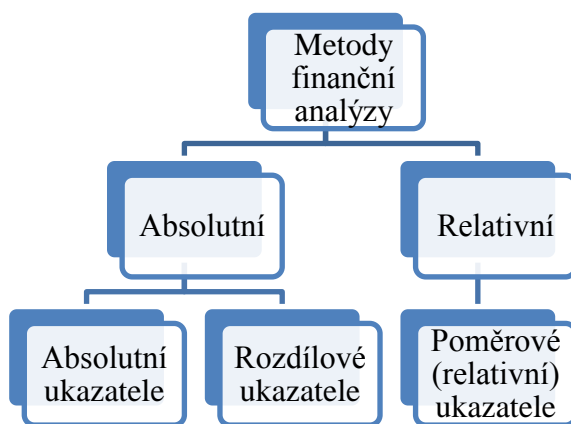 Metody
finanční
analýzy
Absolutní
Relativní
Absolutní
ukazatele
Rozdílové
ukazatele
Poměrové
(relativní)
ukazatele